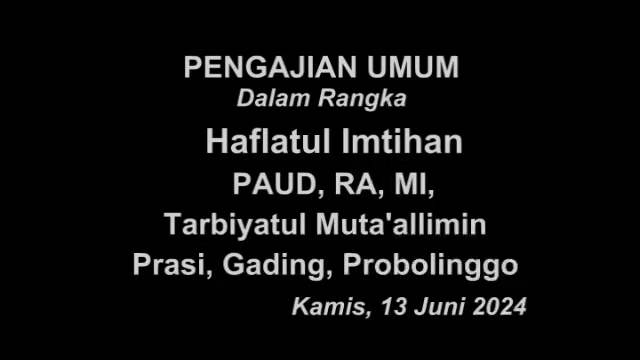 PENGAJIAN UMUM
Dalam Rangka
Haflatul Imtihan
PAUD, RA, MI,
Tarbiyatul Muta'allimin
Prasi, Gading, Probolinggo
Kamis, 13 Juni 2024